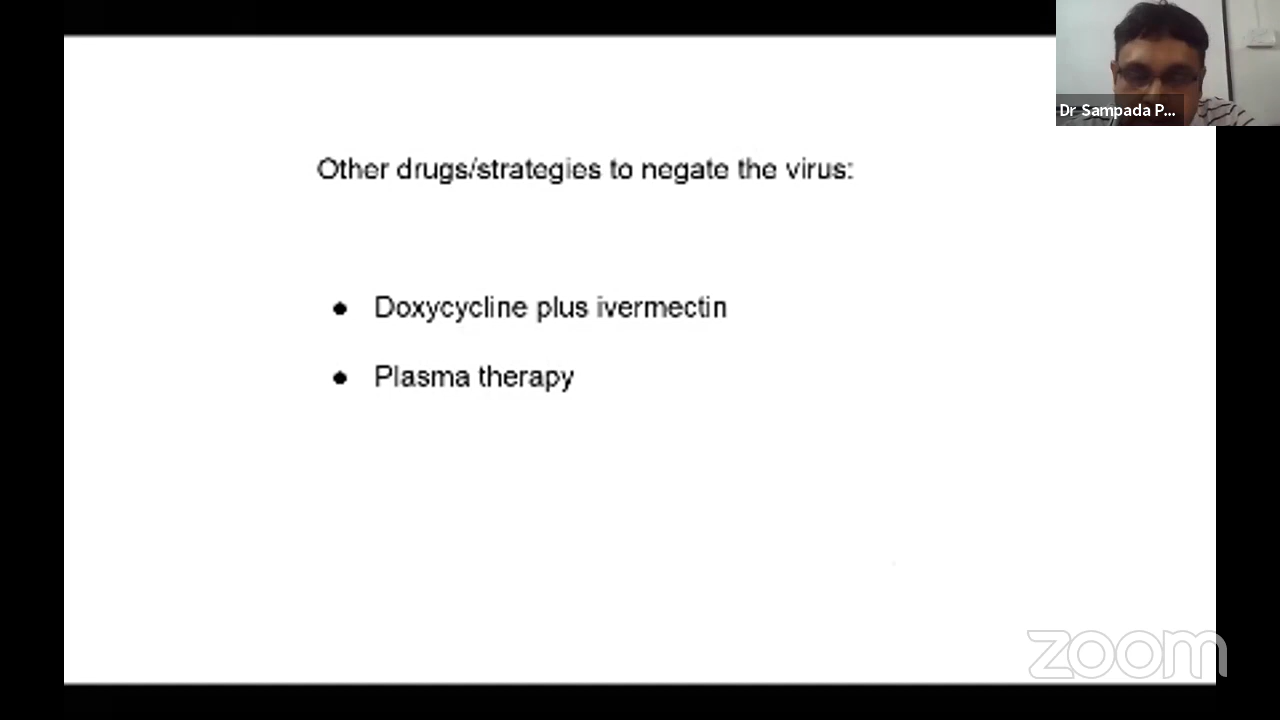 Dr Sampada P...
Other drugs/strategies to negate the virus:
● Doxycycline plus ivermectin
● Plasma therapy
zoom